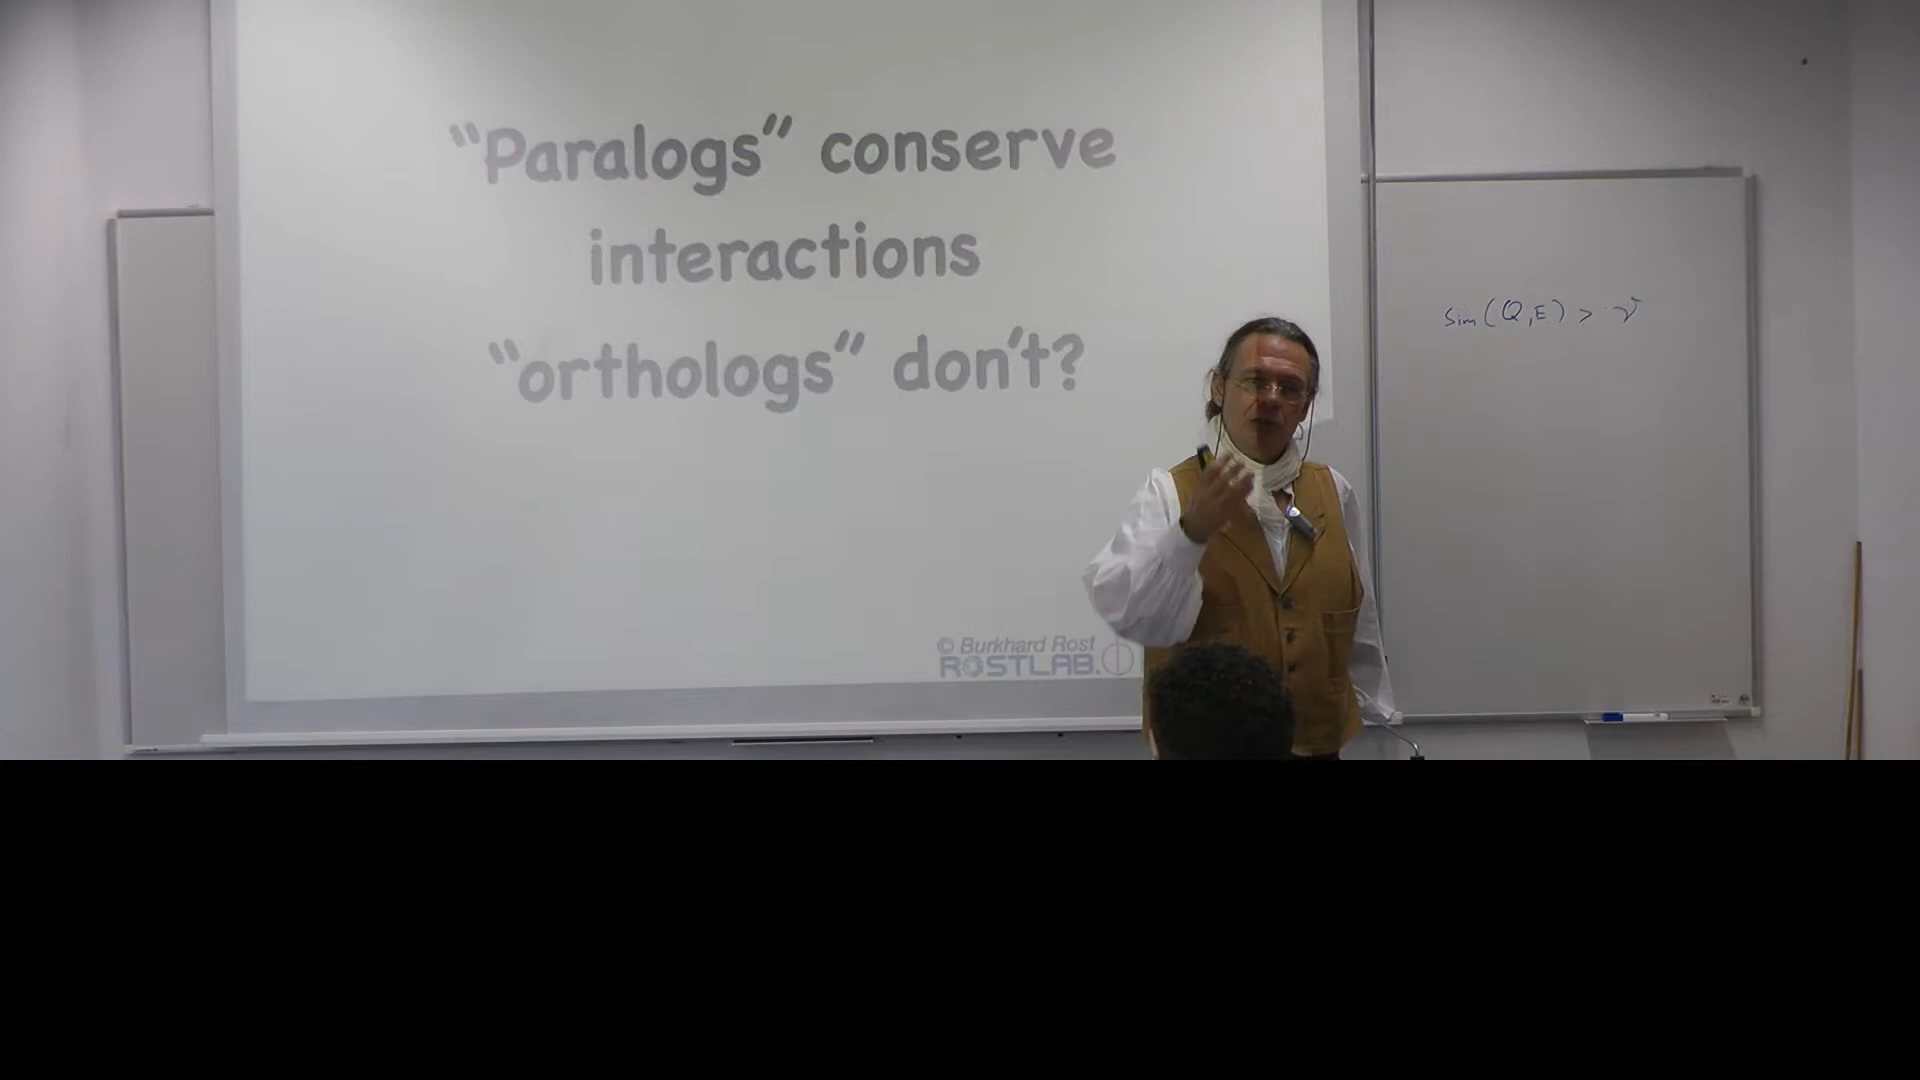 “Paralogs” conserve
interactions
“orthologs” don't?
© Burkhard Rost
ROSTLAB.
Sim (Q,E) >